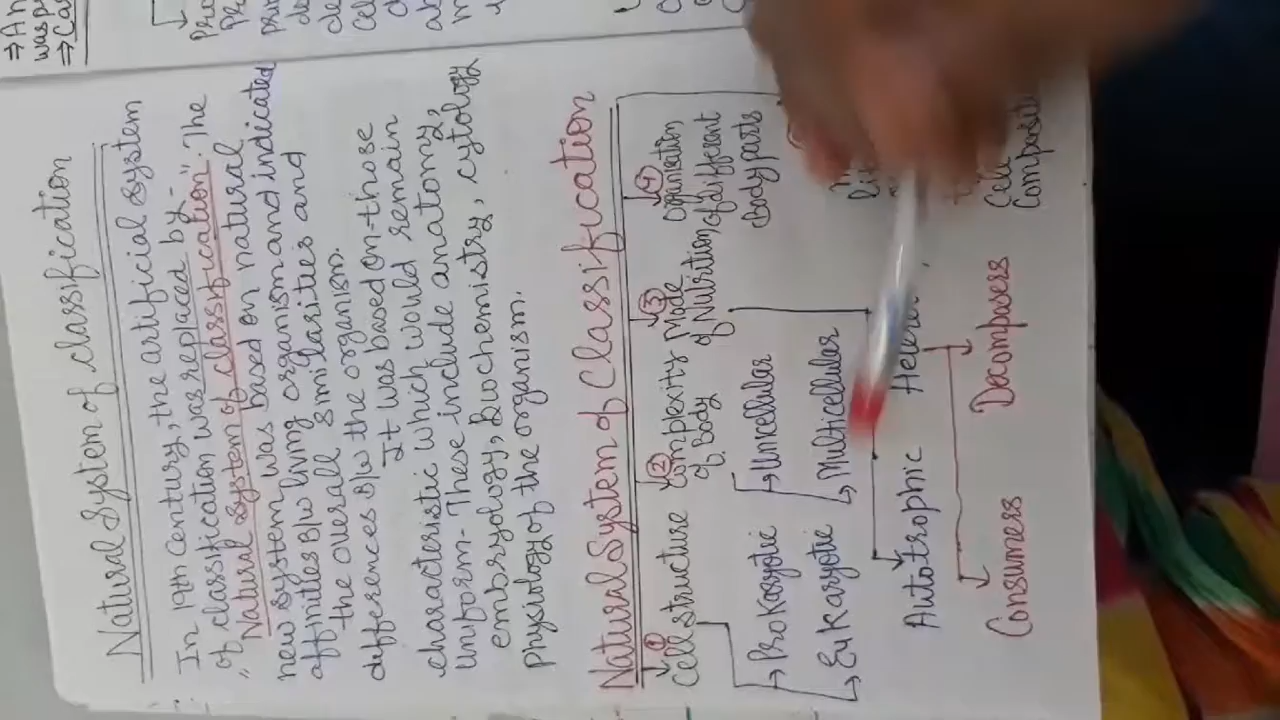 ⇒ An
was p
⇒ Ca
Natural System of classification
In 19th century, the artificial system
of classification was replaced by -
"Natural system of classification". The
new system was based on natural
affinities B/w living organism and indicated
the overall similarities and
differences B/w the organism.
It was based on those
characteristic which would remain
uniform. These include anatomy,
embryology, Biochemistry, cytology
Physiology of the organism.
Natural System of Classification
① Cell structure
→ Prokaryotic
→ Eukaryotic
② Complexity
of Body
→ Unicellular
→ Multicellular
③ Mode
of Nutrition
Autotrophic
Consumers
Decomposers
④ Organisation
of different
Body parts
Cell